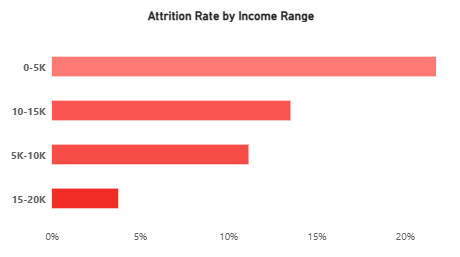 Attrition Rate by Income Range
0-5K
10-15K
5K-10K
15-20K
0% 5% 10% 15% 20%